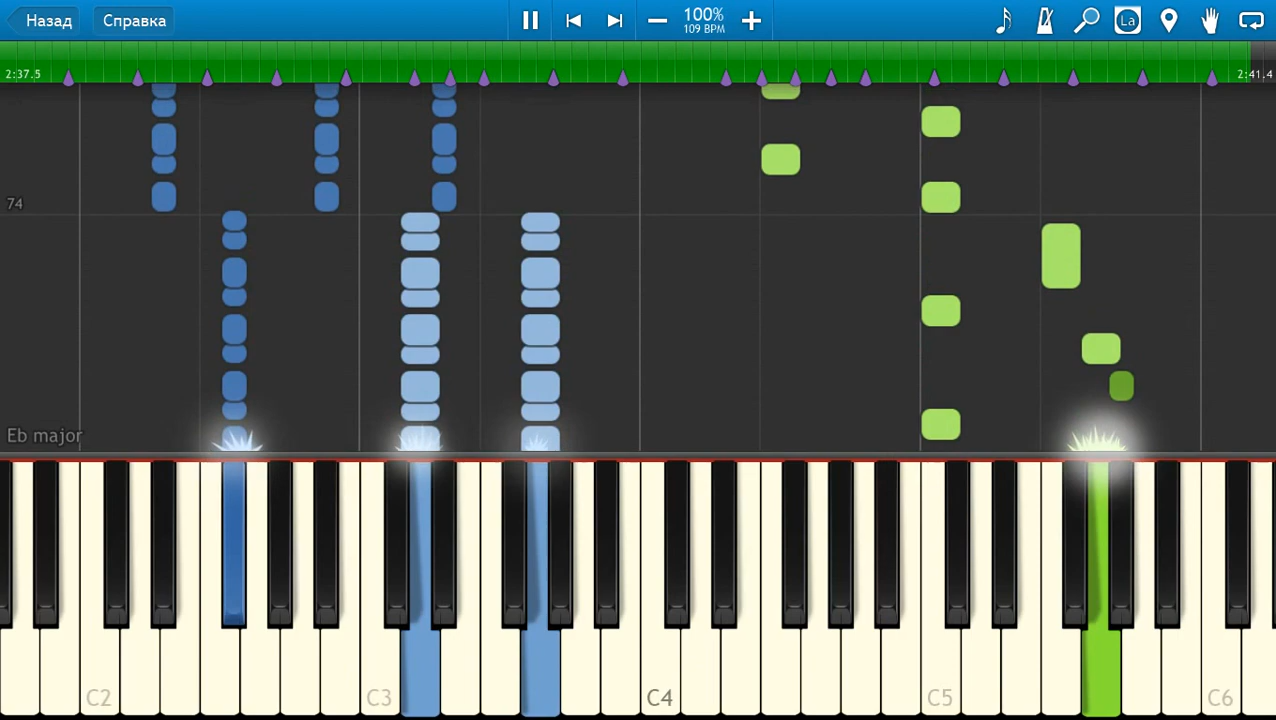 Назад
Справка
100%
109 BPM
La
2:37.5
2:41.4
74
Eb major
C2
C3
C4
C5
C6